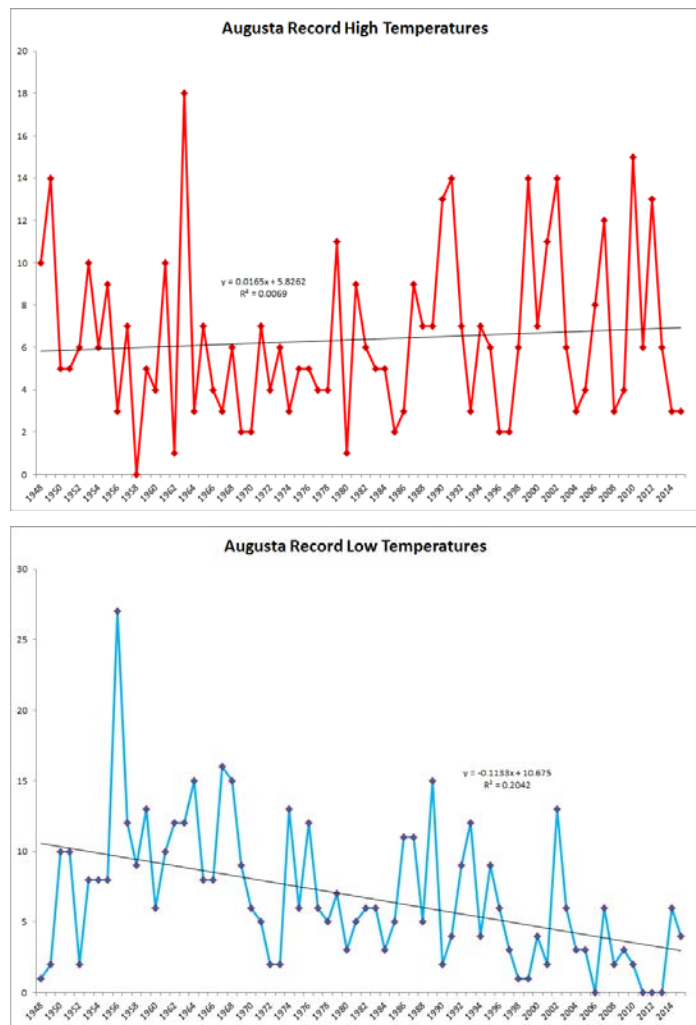 Augusta Record High Temperatures
20
18
16
14
12
10
8
6
4
2
0
y = 0.0165x + 5.8262
R² = 0.0069
1948 1950 1952 1954 1956 1958 1960 1962 1964 1966 1968 1970 1972 1974 1976 1978 1980 1982 1984 1986 1988 1990 1992 1994 1996 1998 2000 2002 2004 2006 2008 2010 2012 2014
Augusta Record Low Temperatures
30
25
20
15
10
5
0
y = -0.1133x + 10.675
R² = 0.2042
1948 1950 1952 1954 1956 1958 1960 1962 1964 1966 1968 1970 1972 1974 1976 1978 1980 1982 1984 1986 1988 1990 1992 1994 1996 1998 2000 2002 2004 2006 2008 2010 2012 2014